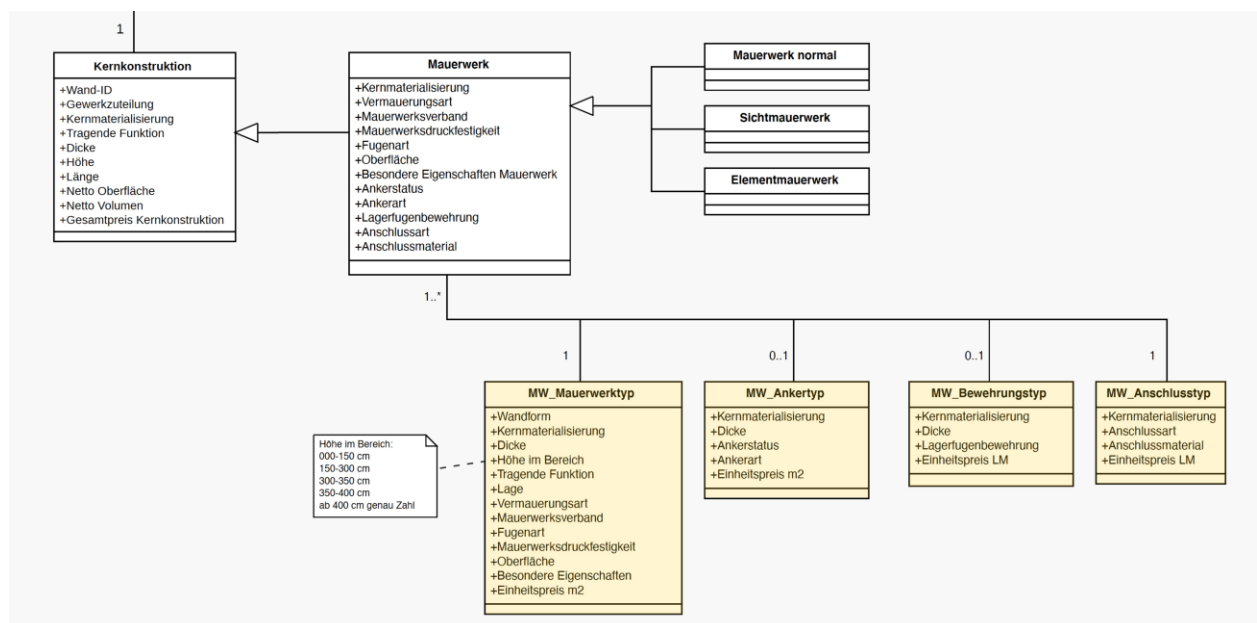 1
Kernkonstruktion
+Wand-ID
+Gewerkzuteilung
+Kernmaterialisierung
+Tragende Funktion
+Dicke
+Höhe
+Länge
+Netto Oberfläche
+Netto Volumen
+Gesamtpreis Kernkonstruktion
Mauerwerk
+Kernmaterialisierung
+Vermauerungsart
+Mauerwerksverband
+Mauerwerksdruckfestigkeit
+Fugenart
+Oberfläche
+Besondere Eigenschaften Mauerwerk
+Ankerstatus
+Ankerart
+Lagerfugenbewehrung
+Anschlussart
+Anschlussmaterial
Mauerwerk normal
Sichtmauerwerk
Elementmauerwerk
1..*
1
0..1
0..1
1
Höhe im Bereich:
000-150 cm
150-300 cm
300-350 cm
350-400 cm
ab 400 cm genau Zahl
MW_Mauerwerktyp
+Wandform
+Kernmaterialisierung
+Dicke
+Höhe im Bereich
+Tragende Funktion
+Lage
+Vermauerungsart
+Mauerwerksverband
+Fugenart
+Mauerwerksdruckfestigkeit
+Oberfläche
+Besondere Eigenschaften
+Einheitspreis m2
MW_Ankertyp
+Kernmaterialisierung
+Dicke
+Ankerstatus
+Ankerart
+Einheitspreis m2
MW_Bewehrungstyp
+Kernmaterialisierung
+Dicke
+Lagerfugenbewehrung
+Einheitspreis LM
MW_Anschlusstyp
+Kernmaterialisierung
+Anschlussart
+Anschlussmaterial
+Einheitspreis LM